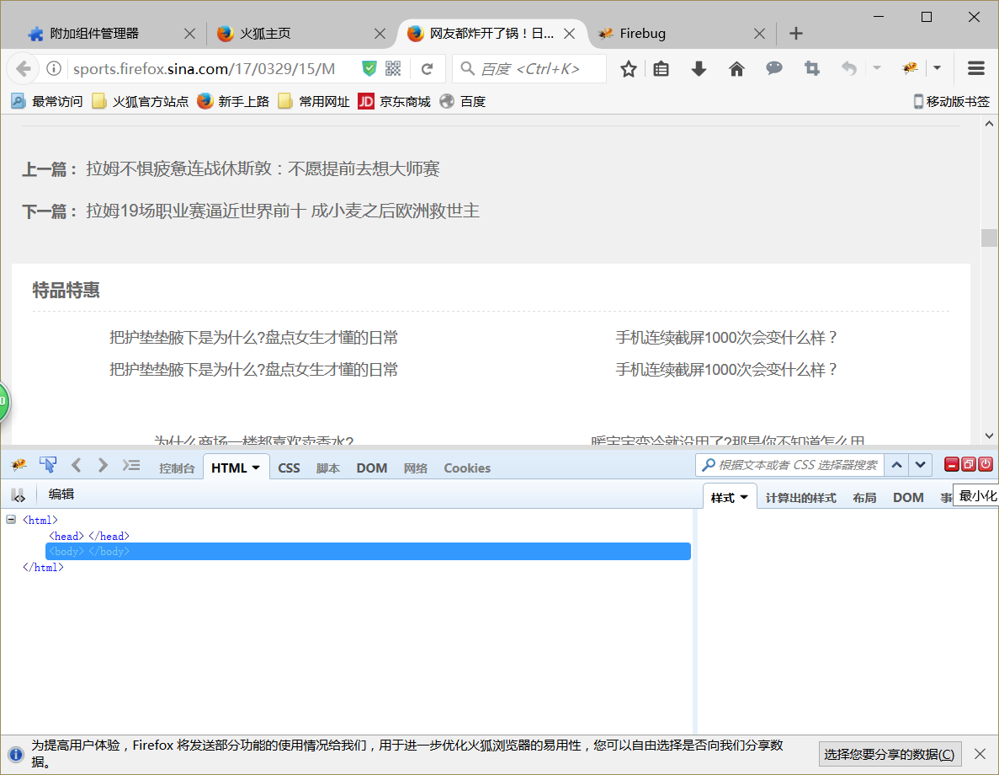 附加组件管理器
火狐主页
网友都炸开了锅！日...
Firebug
sports.firefox.sina.com/17/0329/15/M
百度 <Ctrl+K>
最常访问
火狐官方站点
新手上路
常用网址
JD
京东商城
百度
移动版书签
上一篇： 拉姆不惧疲惫连战休斯敦：不愿提前去想大师赛
下一篇： 拉姆19场职业赛逼近世界前十 成小麦之后欧洲救世主
特品特惠
把护垫垫腋下是为什么?盘点女生才懂的日常
手机连续截屏1000次会变什么样？
把护垫垫腋下是为什么?盘点女生才懂的日常
手机连续截屏1000次会变什么样？
为什么商场一楼都喜欢卖香水?
暖宝宝变冷就没用了?那是你不知道怎么用
控制台
HTML
CSS
脚本
DOM
网络
Cookies
根据文本或者 CSS 选择器搜索
编辑
样式
计算出的样式
布局
DOM
事
最小化
<html>
<head> </head>
<body> </body>
</html>
为提高用户体验，Firefox 将发送部分功能的使用情况给我们，用于进一步优化火狐浏览器的易用性，您可以自由选择是否向我们分享数
据。
选择您要分享的数据(C)